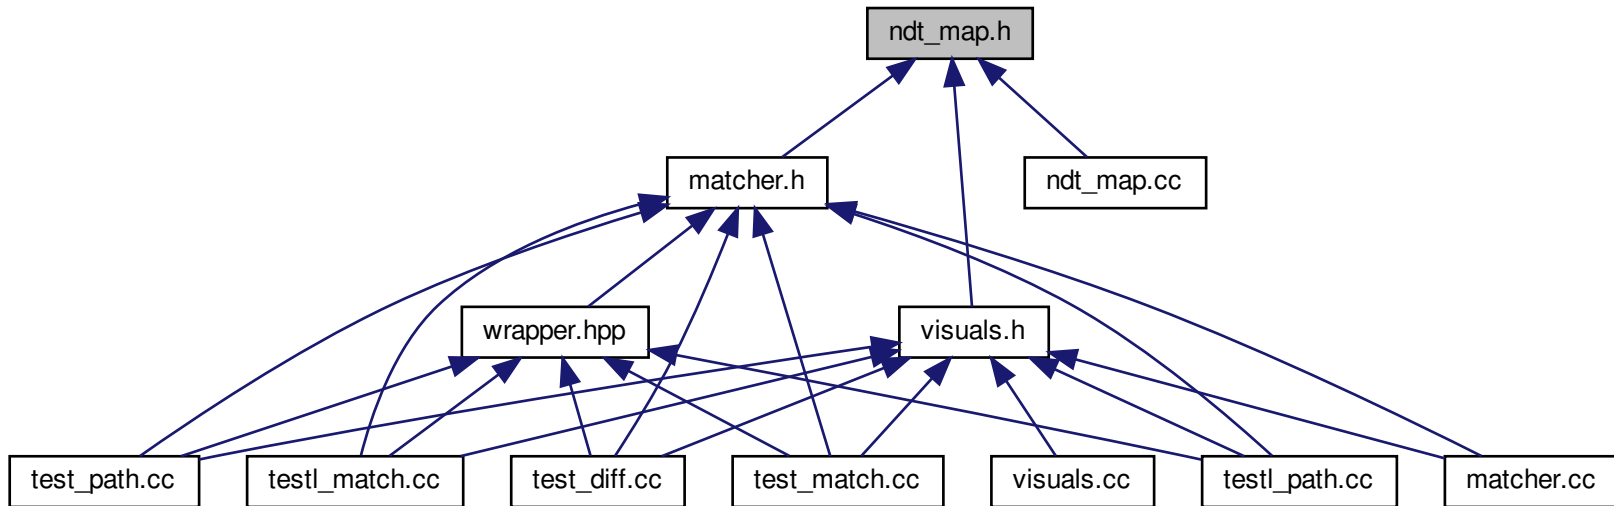 ndt_map.h
matcher.h
ndt_map.cc
wrapper.hpp
visuals.h
test_path.cc
testl_match.cc
test_diff.cc
test_match.cc
visuals.cc
testl_path.cc
matcher.cc